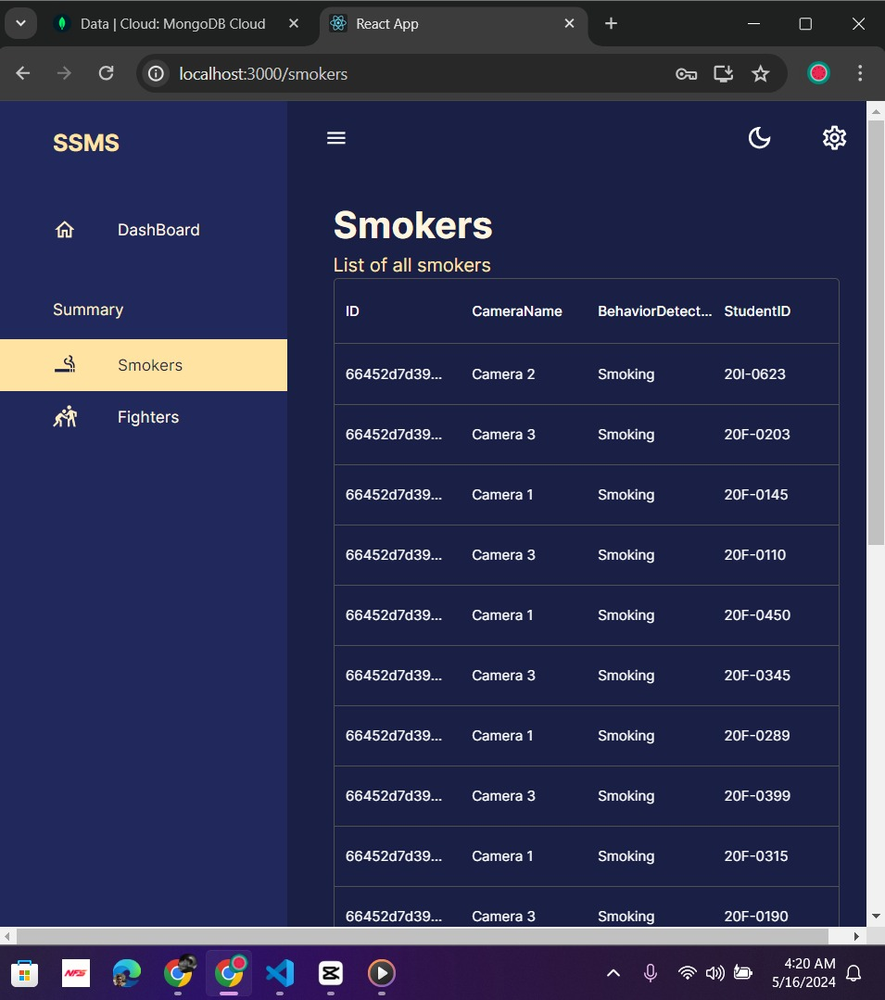 Data | Cloud: MongoDB Cloud
React App
localhost:3000/smokers
SSMS
DashBoard
Summary
Smokers
Fighters
Smokers
List of all smokers
ID CameraName BehaviorDetect... StudentID
66452d7d39... Camera 2 Smoking 20I-0623
66452d7d39... Camera 3 Smoking 20F-0203
66452d7d39... Camera 1 Smoking 20F-0145
66452d7d39... Camera 3 Smoking 20F-0110
66452d7d39... Camera 1 Smoking 20F-0450
66452d7d39... Camera 3 Smoking 20F-0345
66452d7d39... Camera 1 Smoking 20F-0289
66452d7d39... Camera 3 Smoking 20F-0399
66452d7d39... Camera 1 Smoking 20F-0315
66452d7d39... Camera 3 Smoking 20F-0190
NFS
4:20 AM
5/16/2024